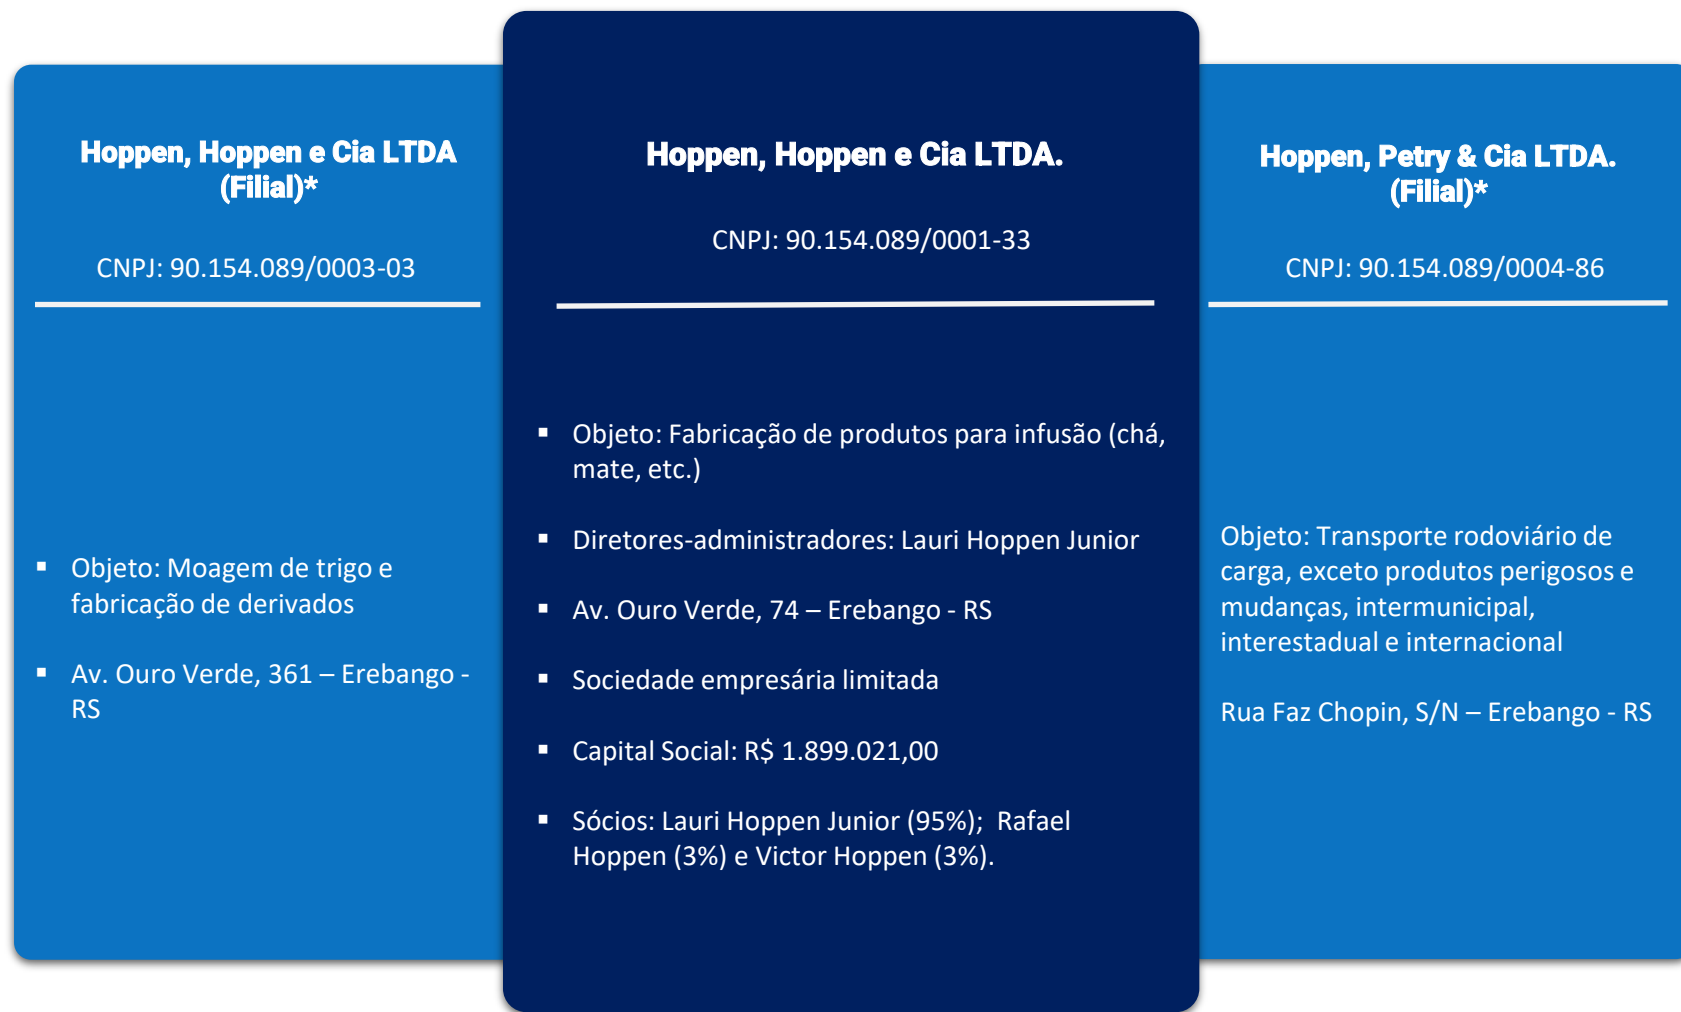 Hoppen, Hoppen e Cia LTDA
(Filial)*
CNPJ: 90.154.089/0003-03
▪ Objeto: Moagem de trigo e
fabricação de derivados
▪ Av. Ouro Verde, 361 – Erebango -
RS
Hoppen, Hoppen e Cia LTDA.
CNPJ: 90.154.089/0001-33
▪ Objeto: Fabricação de produtos para infusão (chá,
mate, etc.)
▪ Diretores-administradores: Lauri Hoppen Junior
▪ Av. Ouro Verde, 74 – Erebango - RS
▪ Sociedade empresária limitada
▪ Capital Social: R$ 1.899.021,00
▪ Sócios: Lauri Hoppen Junior (95%); Rafael
Hoppen (3%) e Victor Hoppen (3%).
Hoppen, Petry & Cia LTDA.
(Filial)*
CNPJ: 90.154.089/0004-86
Objeto: Transporte rodoviário de
carga, exceto produtos perigosos e
mudanças, intermunicipal,
interestadual e internacional
Rua Faz Chopin, S/N – Erebango - RS